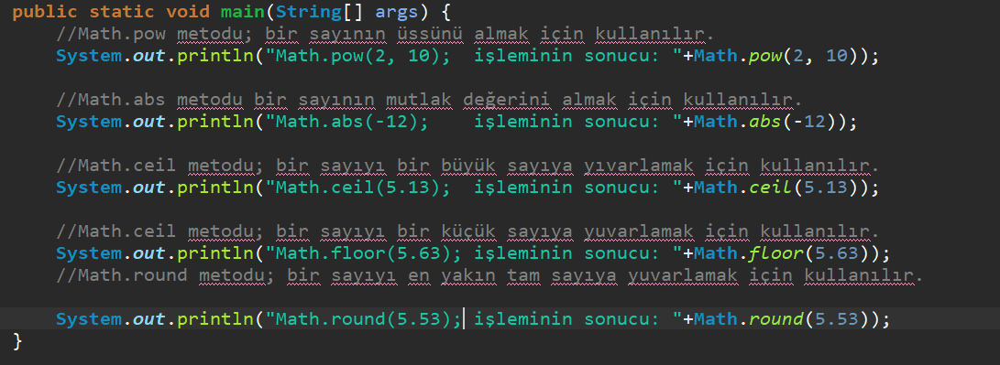 public static void main(String[] args) {
//Math.pow metodu; bir sayının üssünü almak için kullanılır.
System.out.println("Math.pow(2, 10);  işleminin sonucu: "+Math.pow(2, 10));
//Math.abs metodu bir sayının mutlak değerini almak için kullanılır.
System.out.println("Math.abs(-12);    işleminin sonucu: "+Math.abs(-12));
//Math.ceil metodu; bir sayıyı bir büyük sayıya yıvarlamak için kullanılır.
System.out.println("Math.ceil(5.13);  işleminin sonucu: "+Math.ceil(5.13));
//Math.ceil metodu; bir sayıyı bir küçük sayıya yuvarlamak için kullanılır.
System.out.println("Math.floor(5.63); işleminin sonucu: "+Math.floor(5.63));
//Math.round metodu; bir sayıyı en yakın tam sayıya yuvarlamak için kullanılır.
System.out.println("Math.round(5.53); işleminin sonucu: "+Math.round(5.53));
}